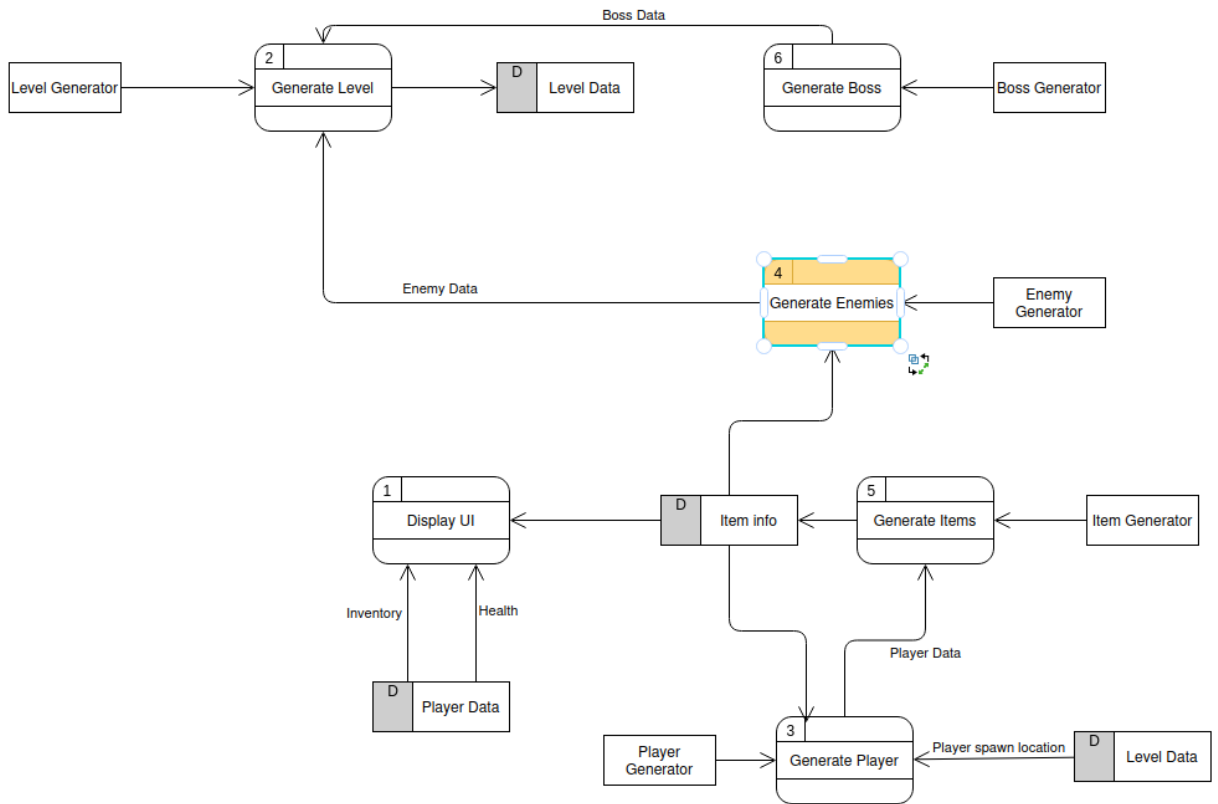 Boss Data
2
D
6
Level Generator
Generate Level
Level Data
Generate Boss
Boss Generator
4
Enemy Data
Generate Enemies
Enemy
Generator
1
D
5
Display UI
Item info
Generate Items
Item Generator
Inventory
Health
Player Data
D
Player Data
3
D
Player
Generator
Generate Player
Player spawn location
Level Data